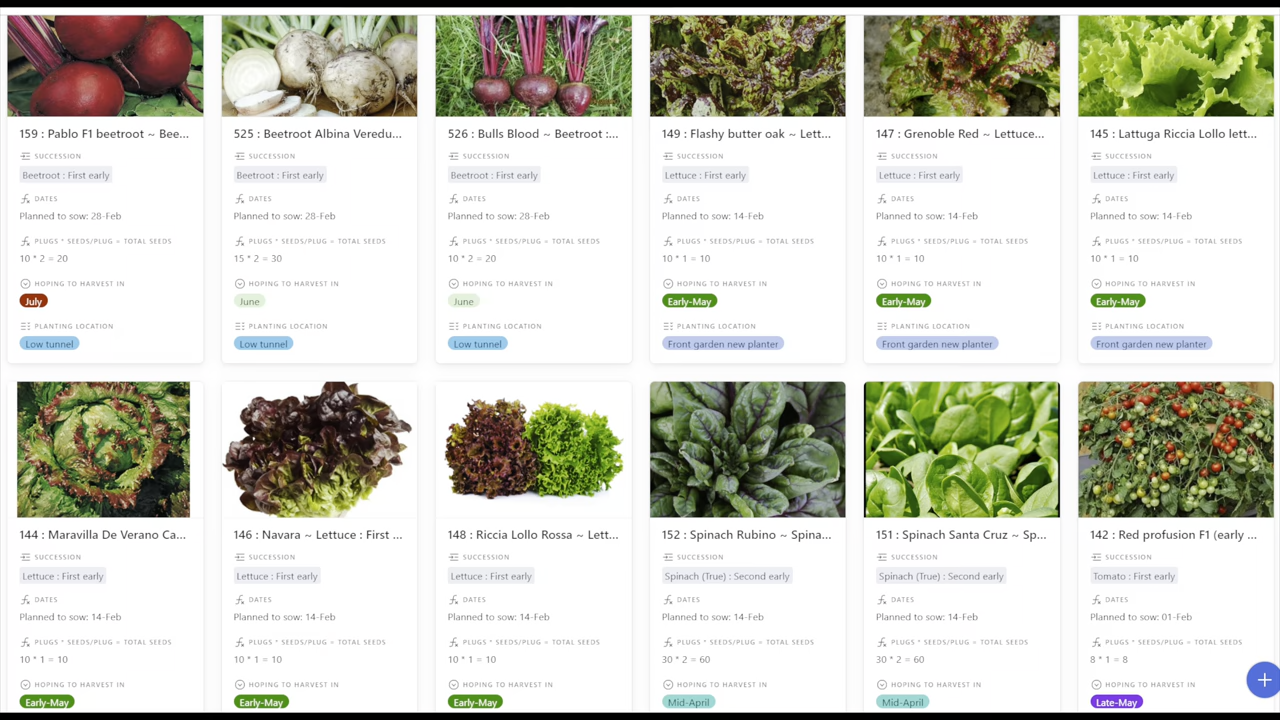 159 : Pablo F1 beetroot ~ Bee...
SUCCESSION
Beetroot : First early
DATES
Planned to sow: 28-Feb
PLUGS * SEEDS/PLUG = TOTAL SEEDS
10 * 2 = 20
HOPING TO HARVEST IN
July
PLANTING LOCATION
Low tunnel
525 : Beetroot Albina Veredu...
SUCCESSION
Beetroot : First early
DATES
Planned to sow: 28-Feb
PLUGS * SEEDS/PLUG = TOTAL SEEDS
15 * 2 = 30
HOPING TO HARVEST IN
June
PLANTING LOCATION
Low tunnel
526 : Bulls Blood ~ Beetroot :...
SUCCESSION
Beetroot : First early
DATES
Planned to sow: 28-Feb
PLUGS * SEEDS/PLUG = TOTAL SEEDS
10 * 2 = 20
HOPING TO HARVEST IN
June
PLANTING LOCATION
Low tunnel
149 : Flashy butter oak ~ Lett...
SUCCESSION
Lettuce : First early
DATES
Planned to sow: 14-Feb
PLUGS * SEEDS/PLUG = TOTAL SEEDS
10 * 1 = 10
HOPING TO HARVEST IN
Early-May
PLANTING LOCATION
Front garden new planter
147 : Grenoble Red ~ Lettuce...
SUCCESSION
Lettuce : First early
DATES
Planned to sow: 14-Feb
PLUGS * SEEDS/PLUG = TOTAL SEEDS
10 * 1 = 10
HOPING TO HARVEST IN
Early-May
PLANTING LOCATION
Front garden new planter
145 : Lattuga Riccia Lollo lett...
SUCCESSION
Lettuce : First early
DATES
Planned to sow: 14-Feb
PLUGS * SEEDS/PLUG = TOTAL SEEDS
10 * 1 = 10
HOPING TO HARVEST IN
Early-May
PLANTING LOCATION
Front garden new planter
144 : Maravilla De Verano Ca...
SUCCESSION
Lettuce : First early
DATES
Planned to sow: 14-Feb
PLUGS * SEEDS/PLUG = TOTAL SEEDS
10 * 1 = 10
HOPING TO HARVEST IN
Early-May
146 : Navara ~ Lettuce : First ...
SUCCESSION
Lettuce : First early
DATES
Planned to sow: 14-Feb
PLUGS * SEEDS/PLUG = TOTAL SEEDS
10 * 1 = 10
HOPING TO HARVEST IN
Early-May
148 : Riccia Lollo Rossa ~ Lett...
SUCCESSION
Lettuce : First early
DATES
Planned to sow: 14-Feb
PLUGS * SEEDS/PLUG = TOTAL SEEDS
10 * 1 = 10
HOPING TO HARVEST IN
Early-May
152 : Spinach Rubino ~ Spina...
SUCCESSION
Spinach (True) : Second early
DATES
Planned to sow: 14-Feb
PLUGS * SEEDS/PLUG = TOTAL SEEDS
30 * 2 = 60
HOPING TO HARVEST IN
Mid-April
151 : Spinach Santa Cruz ~ Sp...
SUCCESSION
Spinach (True) : Second early
DATES
Planned to sow: 14-Feb
PLUGS * SEEDS/PLUG = TOTAL SEEDS
30 * 2 = 60
HOPING TO HARVEST IN
Mid-April
142 : Red profusion F1 (early ...
SUCCESSION
Tomato : First early
DATES
Planned to sow: 01-Feb
PLUGS * SEEDS/PLUG = TOTAL SEEDS
8 * 1 = 8
HOPING TO HARVEST IN
Late-May